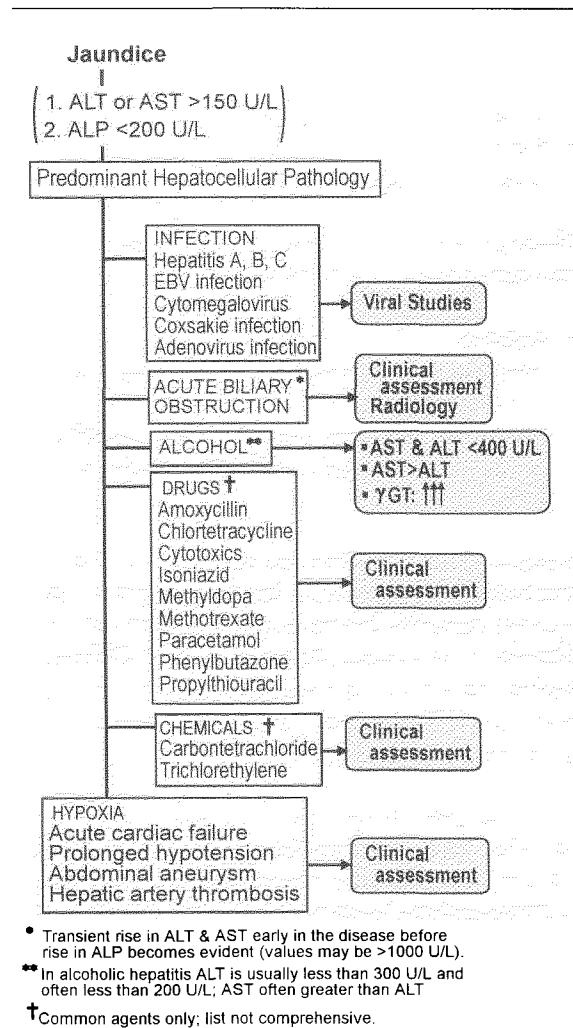 Jaundice
1. ALT or AST >150 U/L
2. ALP <200 U/L
Predominant Hepatocellular Pathology
INFECTION
Hepatitis A, B, C
EBV infection
Cytomegalovirus
Coxsakie infection
Adenovirus infection
Viral Studies
ACUTE BILIARY *
OBSTRUCTION
Clinical
assessment
Radiology
ALCOHOL**
▪ AST & ALT <400 U/L
▪ AST>ALT
▪ γGT: ↑↑↑
DRUGS †
Amoxycillin
Chlortetracycline
Cytotoxics
Isoniazid
Methyldopa
Methotrexate
Paracetamol
Phenylbutazone
Propylthiouracil
Clinical
assessment
CHEMICALS †
Carbontetrachloride
Trichlorethylene
Clinical
assessment
HYPOXIA
Acute cardiac failure
Prolonged hypotension
Abdominal aneurysm
Hepatic artery thrombosis
Clinical
assessment
* Transient rise in ALT & AST early in the disease before
rise in ALP becomes evident (values may be >1000 U/L).
** In alcoholic hepatitis ALT is usually less than 300 U/L and
often less than 200 U/L; AST often greater than ALT
† Common agents only; list not comprehensive.